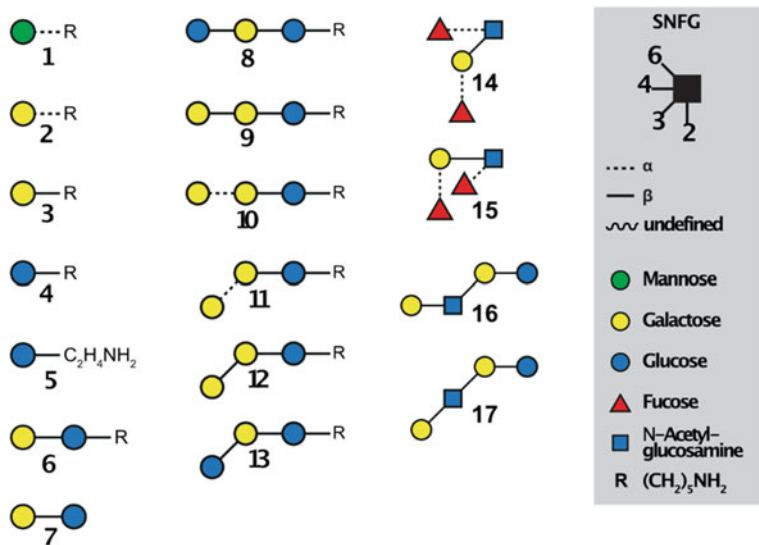 R
1
R
2
R
3
R
4
C₂H₄NH₂
5
R
6
7
R
8
R
9
R
10
R
11
R
12
R
13
14
15
16
17
SNFG
6
4
3
2
α
β
undefined
Mannose
Galactose
Glucose
Fucose
N–Acetyl–
glucosamine
R (CH₂)₅NH₂